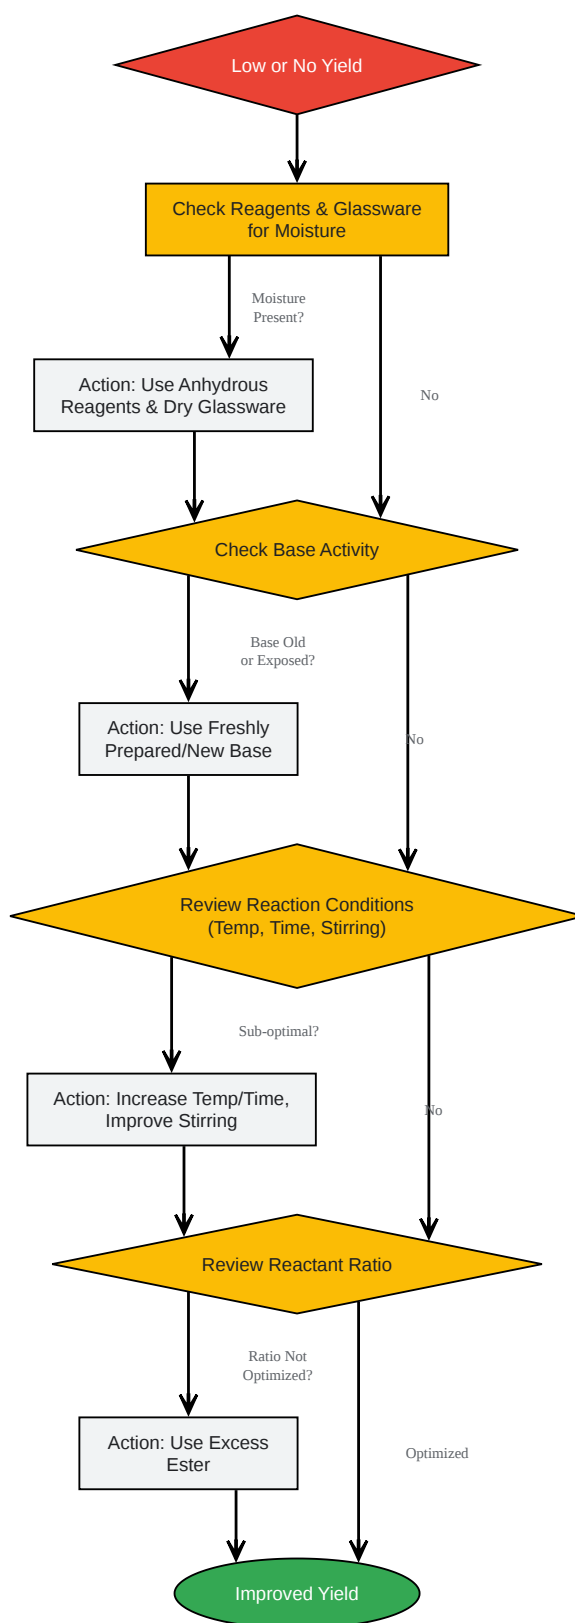 Low or No Yield
Check Reagents & Glassware
for Moisture
Moisture
Present?
Action: Use Anhydrous
Reagents & Dry Glassware
No
Check Base Activity
Base Old
or Exposed?
Action: Use Freshly
Prepared/New Base
No
Review Reaction Conditions
(Temp, Time, Stirring)
Sub-optimal?
Action: Increase Temp/Time,
Improve Stirring
No
Review Reactant Ratio
Ratio Not
Optimized?
Action: Use Excess
Ester
Optimized
Improved Yield